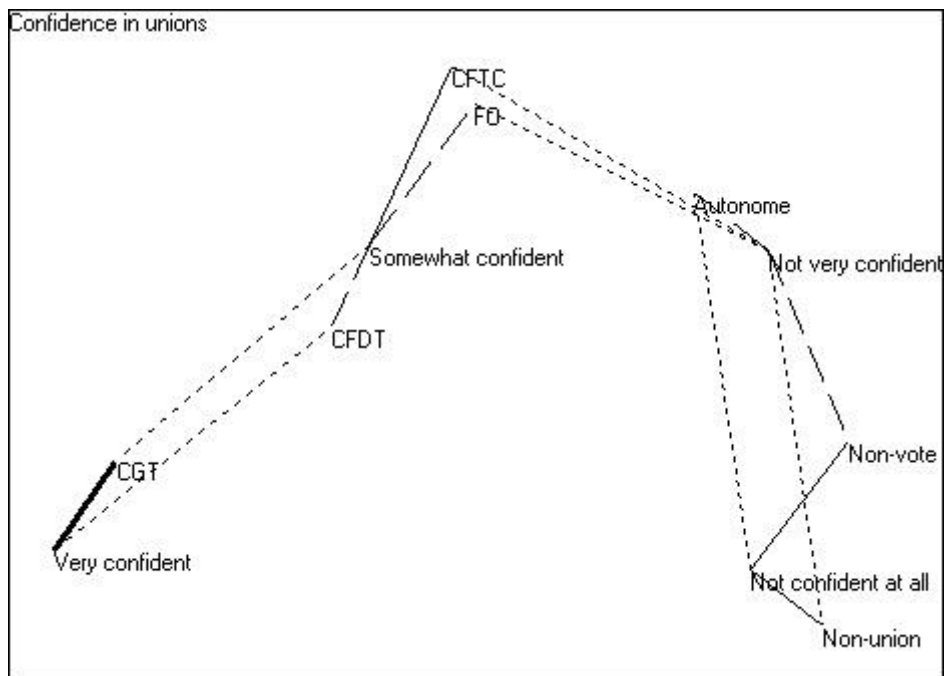 Confidence in unions
CFTC
FO
Autonome
Somewhat confident
Not very confident
CFDT
Non-vote
CGT
Very confident
Not confident at all
Non-union